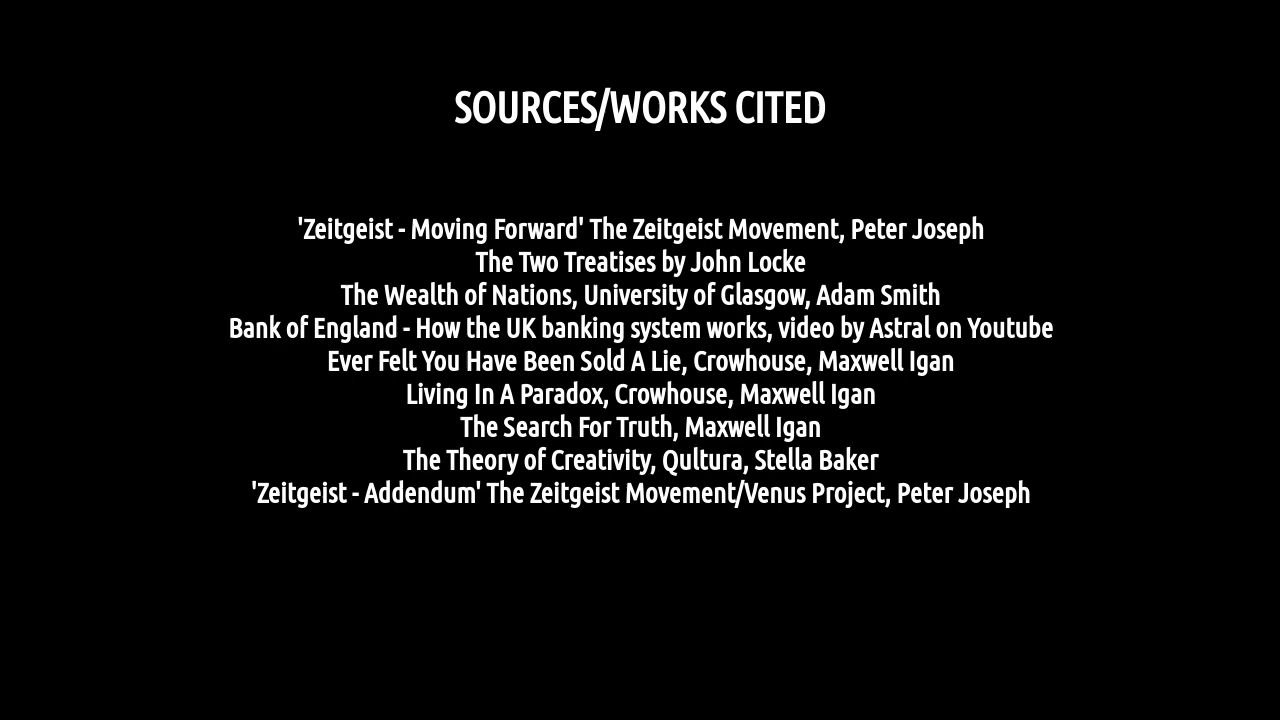 SOURCES/WORKS CITED
'Zeitgeist - Moving Forward' The Zeitgeist Movement, Peter Joseph
The Two Treatises by John Locke
The Wealth of Nations, University of Glasgow, Adam Smith
Bank of England - How the UK banking system works, video by Astral on Youtube
Ever Felt You Have Been Sold A Lie, Crowhouse, Maxwell Igan
Living In A Paradox, Crowhouse, Maxwell Igan
The Search For Truth, Maxwell Igan
The Theory of Creativity, Qultura, Stella Baker
'Zeitgeist - Addendum' The Zeitgeist Movement/Venus Project, Peter Joseph